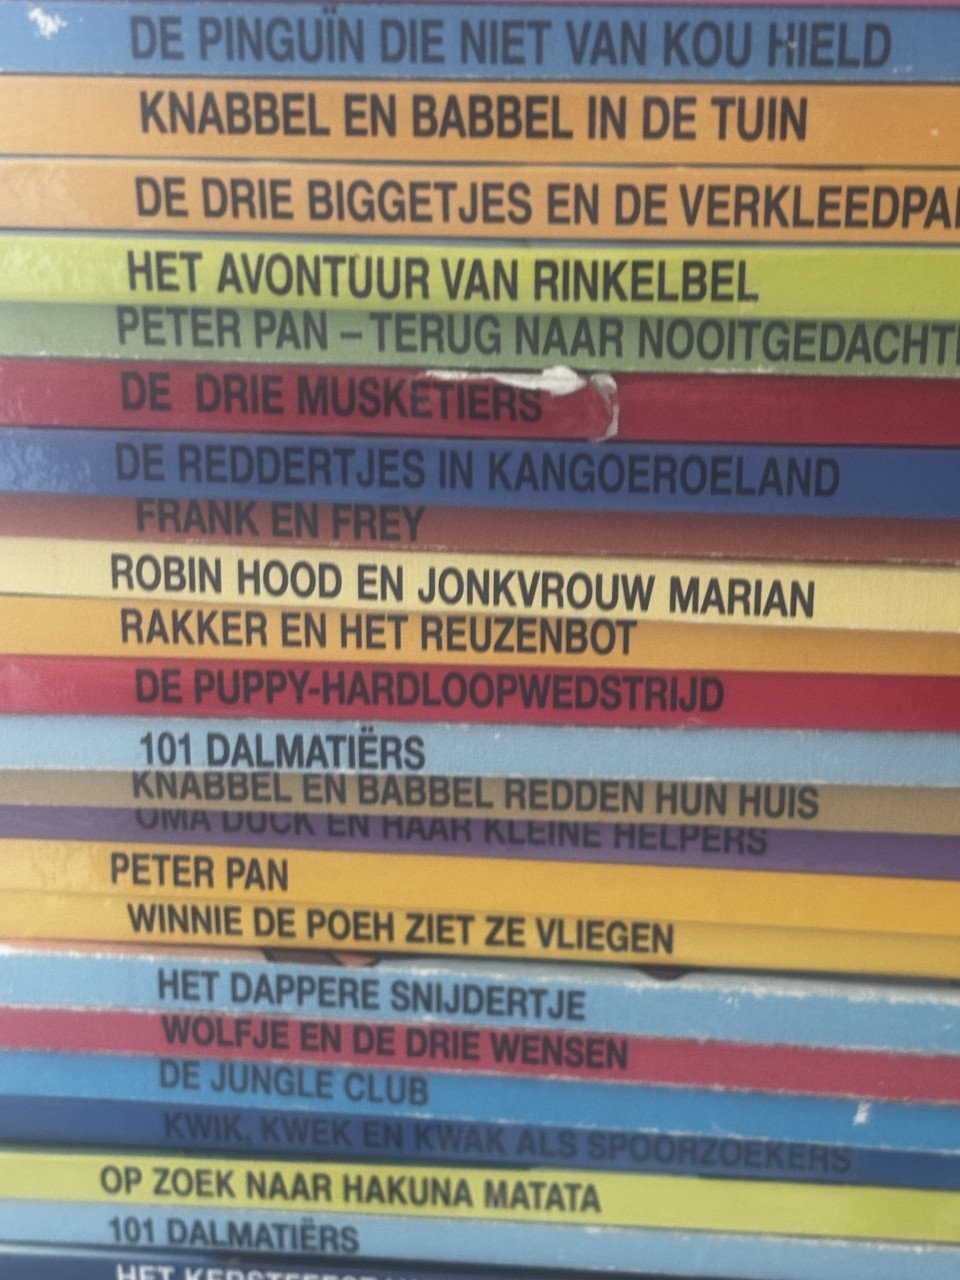 DE PINGUÏN DIE NIET VAN KOU HIELD
KNABBEL EN BABBEL IN DE TUIN
DE DRIE BIGGETJES EN DE VERKLEEDPA
HET AVONTUUR VAN RINKELBEL
PETER PAN – TERUG NAAR NOOITGEDACHT
DE DRIE MUSKETIERS
DE REDDERTJES IN KANGOEROELAND
FRANK EN FREY
ROBIN HOOD EN JONKVROUW MARIAN
RAKKER EN HET REUZENBOT
DE PUPPY-HARDLOOPWEDSTRIJD
101 DALMATIËRS
KNABBEL EN BABBEL REDDEN HUN HUIS
OMA DUCK EN HAAR KLEINE HELPERS
PETER PAN
WINNIE DE POEH ZIET ZE VLIEGEN
HET DAPPERE SNIJDERTJE
WOLFJE EN DE DRIE WENSEN
DE JUNGLE CLUB
KWIK, KWEK EN KWAK ALS SPOORZOEKERS
OP ZOEK NAAR HAKUNA MATATA
101 DALMATIËRS
HET KERSTFEEST